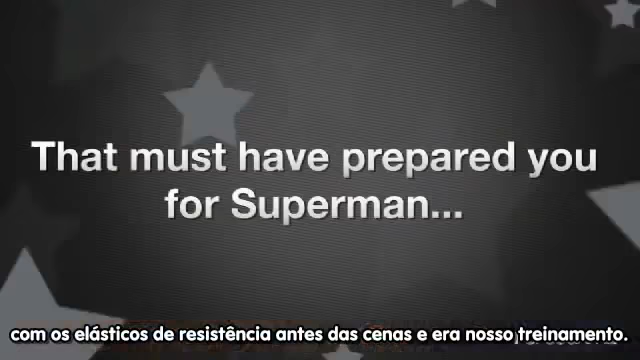 That must have prepared you
for Superman...
com os elásticos de resistência antes das cenas e era nosso treinamento.